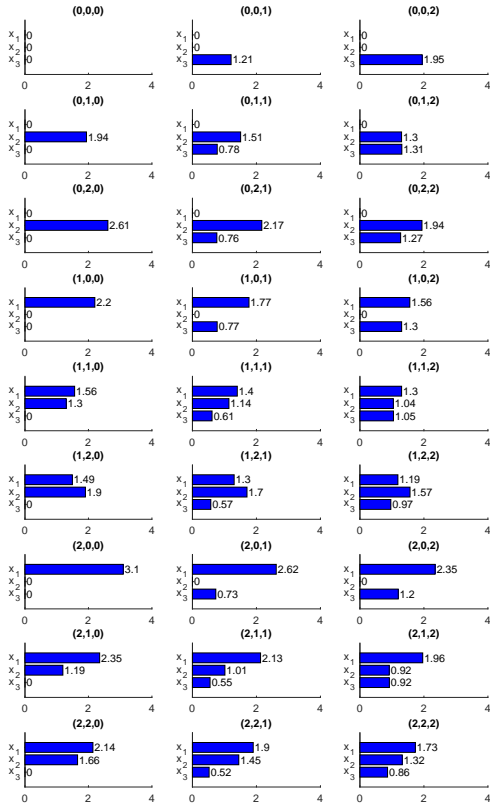 (0,0,0) (0,0,1) (0,0,2)
x1 0 x1 0 x1 0
x2 0 x2 0 x2 0
x3 0 x3 1.21 x3 1.95
0 2 4 0 2 4 0 2 4
(0,1,0) (0,1,1) (0,1,2)
x1 0 x1 0 x1 0
x2 1.94 x2 1.51 x2 1.3
x3 0 x3 0.78 x3 1.31
0 2 4 0 2 4 0 2 4
(0,2,0) (0,2,1) (0,2,2)
x1 0 x1 0 x1 0
x2 2.61 x2 2.17 x2 1.94
x3 0 x3 0.76 x3 1.27
0 2 4 0 2 4 0 2 4
(1,0,0) (1,0,1) (1,0,2)
x1 2.2 x1 1.77 x1 1.56
x2 0 x2 0 x2 0
x3 0 x3 0.77 x3 1.3
0 2 4 0 2 4 0 2 4
(1,1,0) (1,1,1) (1,1,2)
x1 1.56 x1 1.4 x1 1.3
x2 1.3 x2 1.14 x2 1.04
x3 0 x3 0.61 x3 1.05
0 2 4 0 2 4 0 2 4
(1,2,0) (1,2,1) (1,2,2)
x1 1.49 x1 1.3 x1 1.19
x2 1.9 x2 1.7 x2 1.57
x3 0 x3 0.57 x3 0.97
0 2 4 0 2 4 0 2 4
(2,0,0) (2,0,1) (2,0,2)
x1 3.1 x1 2.62 x1 2.35
x2 0 x2 0 x2 0
x3 0 x3 0.73 x3 1.2
0 2 4 0 2 4 0 2 4
(2,1,0) (2,1,1) (2,1,2)
x1 2.35 x1 2.13 x1 1.96
x2 1.19 x2 1.01 x2 0.92
x3 0 x3 0.55 x3 0.92
0 2 4 0 2 4 0 2 4
(2,2,0) (2,2,1) (2,2,2)
x1 2.14 x1 1.9 x1 1.73
x2 1.66 x2 1.45 x2 1.32
x3 0 x3 0.52 x3 0.86
0 2 4 0 2 4 0 2 4